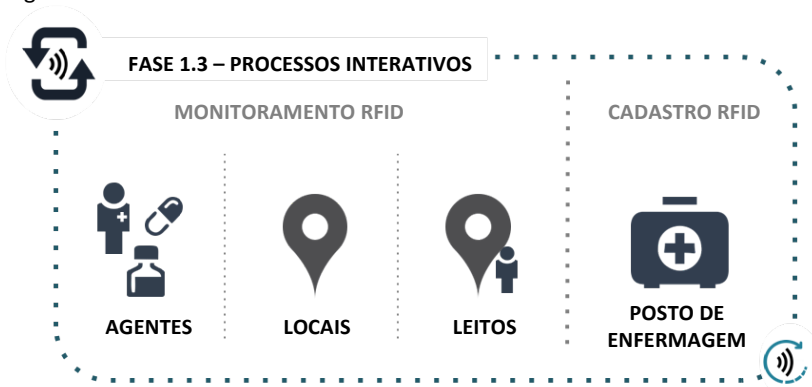 FASE 1.3 – PROCESSOS INTERATIVOS
MONITORAMENTO RFID
CADASTRO RFID
AGENTES
LOCAIS
LEITOS
POSTO DE
ENFERMAGEM